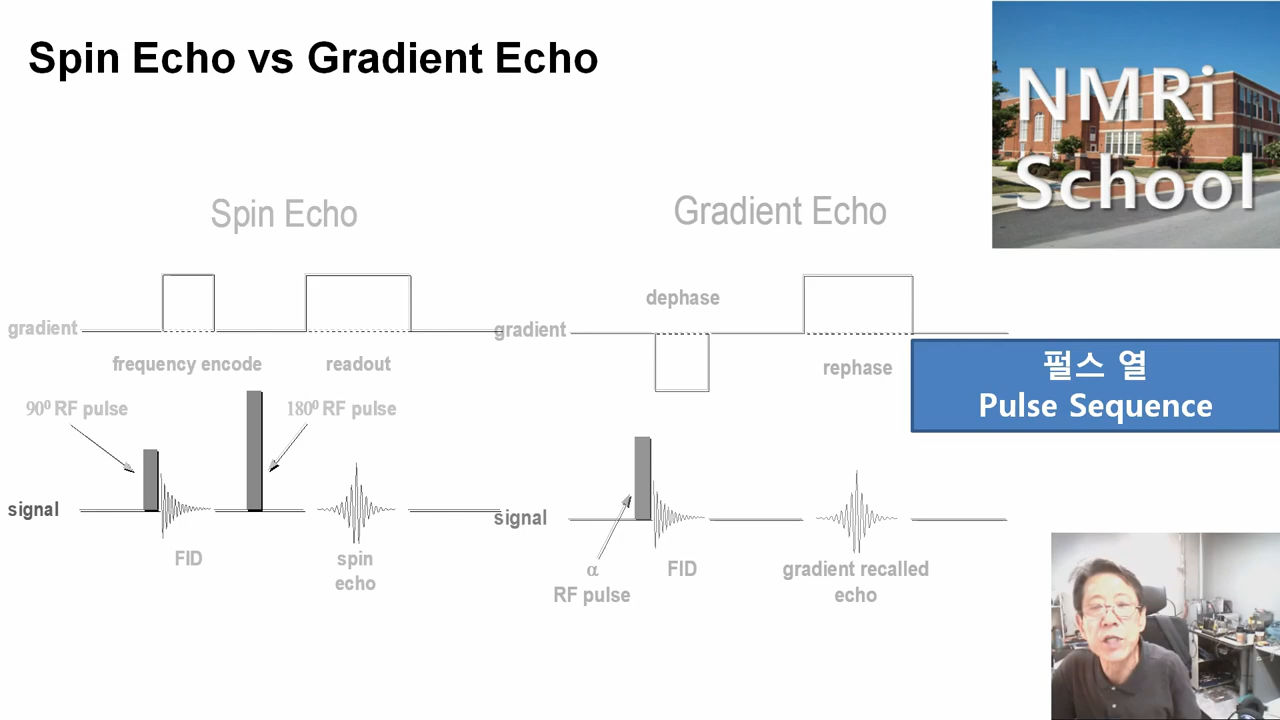 Spin Echo vs Gradient Echo
NMRi
School
Spin Echo
gradient
frequency encode
readout
90⁰ RF pulse
180⁰ RF pulse
signal
FID
spin
echo
Gradient Echo
dephase
gradient
rephase
signal
α
RF pulse
FID
gradient recalled
echo
펄스 열
Pulse Sequence